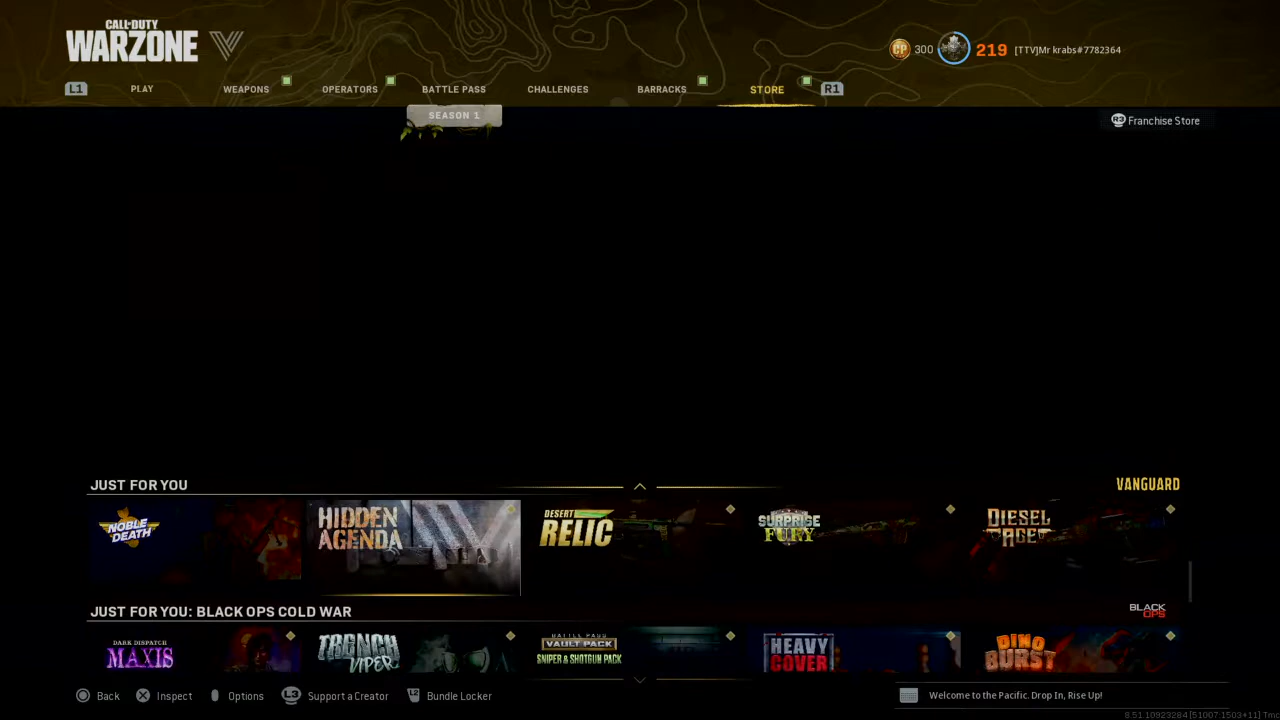 CALL OF DUTY
WARZONE
CP 300 219 [TTV]Mr krabs#7782364
L1 PLAY WEAPONS OPERATORS BATTLE PASS CHALLENGES BARRACKS STORE R1
SEASON 1
R3 Franchise Store
JUST FOR YOU
VANGUARD
NOBLE DEATH
HIDDEN AGENDA
DESERT RELIC
SURPRISE FURY
DIESEL AGED
JUST FOR YOU: BLACK OPS COLD WAR
BLACK OPS
DARK DISPATCH MAXIS
TRENCH VIPER
BATTLE PASS VAULT PACK SNIPER & SHOTGUN PACK
HEAVY COVER
DINO BURST
Back Inspect Options L3 Support a Creator L2 Bundle Locker
Welcome to the Pacific. Drop In, Rise Up!